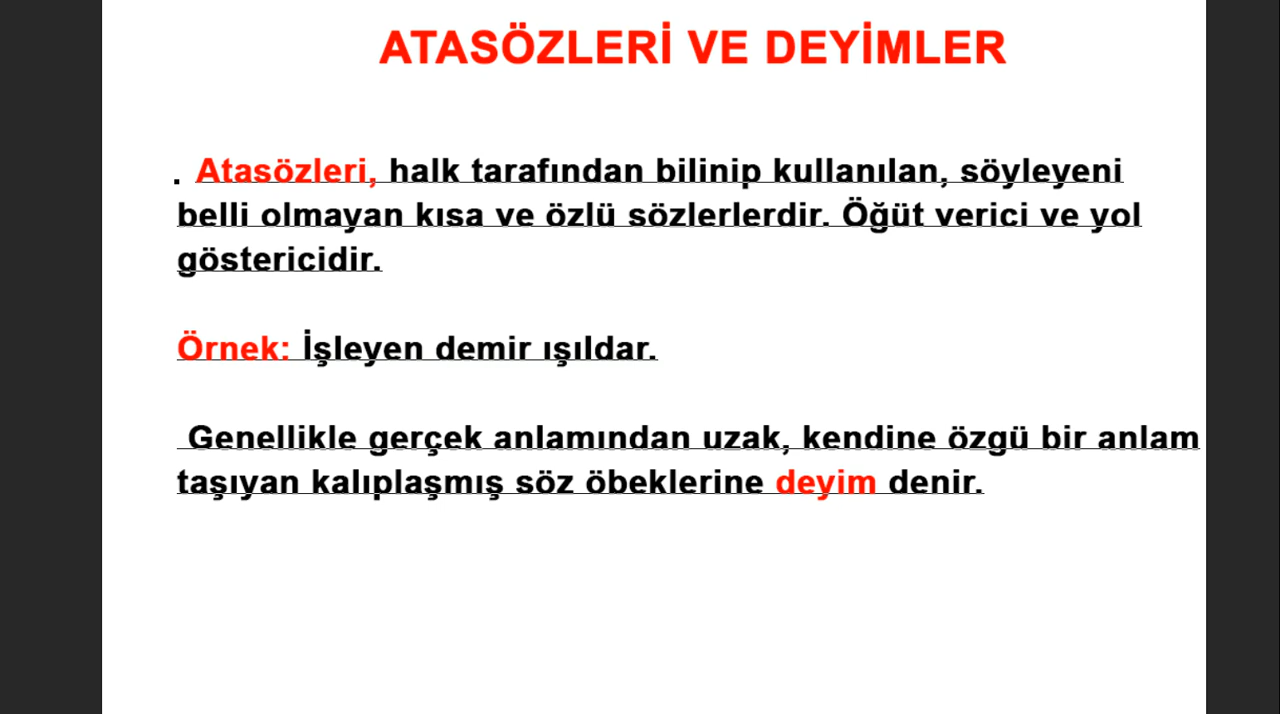 ATASÖZLERİ VE DEYİMLER
. Atasözleri, halk tarafından bilinip kullanılan, söyleyeni
belli olmayan kısa ve özlü sözlerlerdir. Öğüt verici ve yol
göstericidir.
Örnek: İşleyen demir ışıldar.
Genellikle gerçek anlamından uzak, kendine özgü bir anlam
taşıyan kalıplaşmış söz öbeklerine deyim denir.